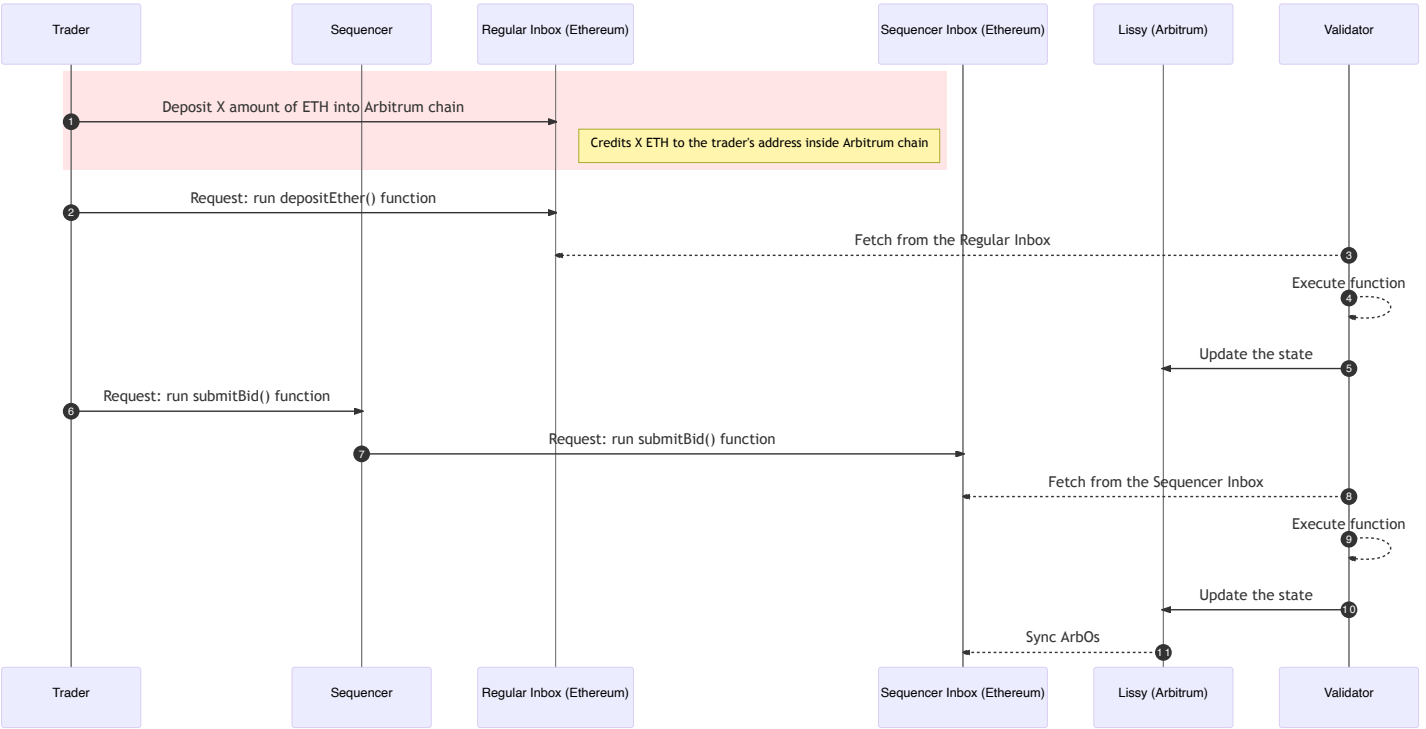 Trader
Sequencer
Regular Inbox (Ethereum)
Sequencer Inbox (Ethereum)
Lissy (Arbitrum)
Validator
Deposit X amount of ETH into Arbitrum chain
1
Credits X ETH to the trader's address inside Arbitrum chain
Request: run depositEther() function
2
Fetch from the Regular Inbox
3
Execute function
4
Update the state
5
Request: run submitBid() function
6
Request: run submitBid() function
7
Fetch from the Sequencer Inbox
8
Execute function
9
Update the state
10
Sync ArbOs
11
Trader
Sequencer
Regular Inbox (Ethereum)
Sequencer Inbox (Ethereum)
Lissy (Arbitrum)
Validator